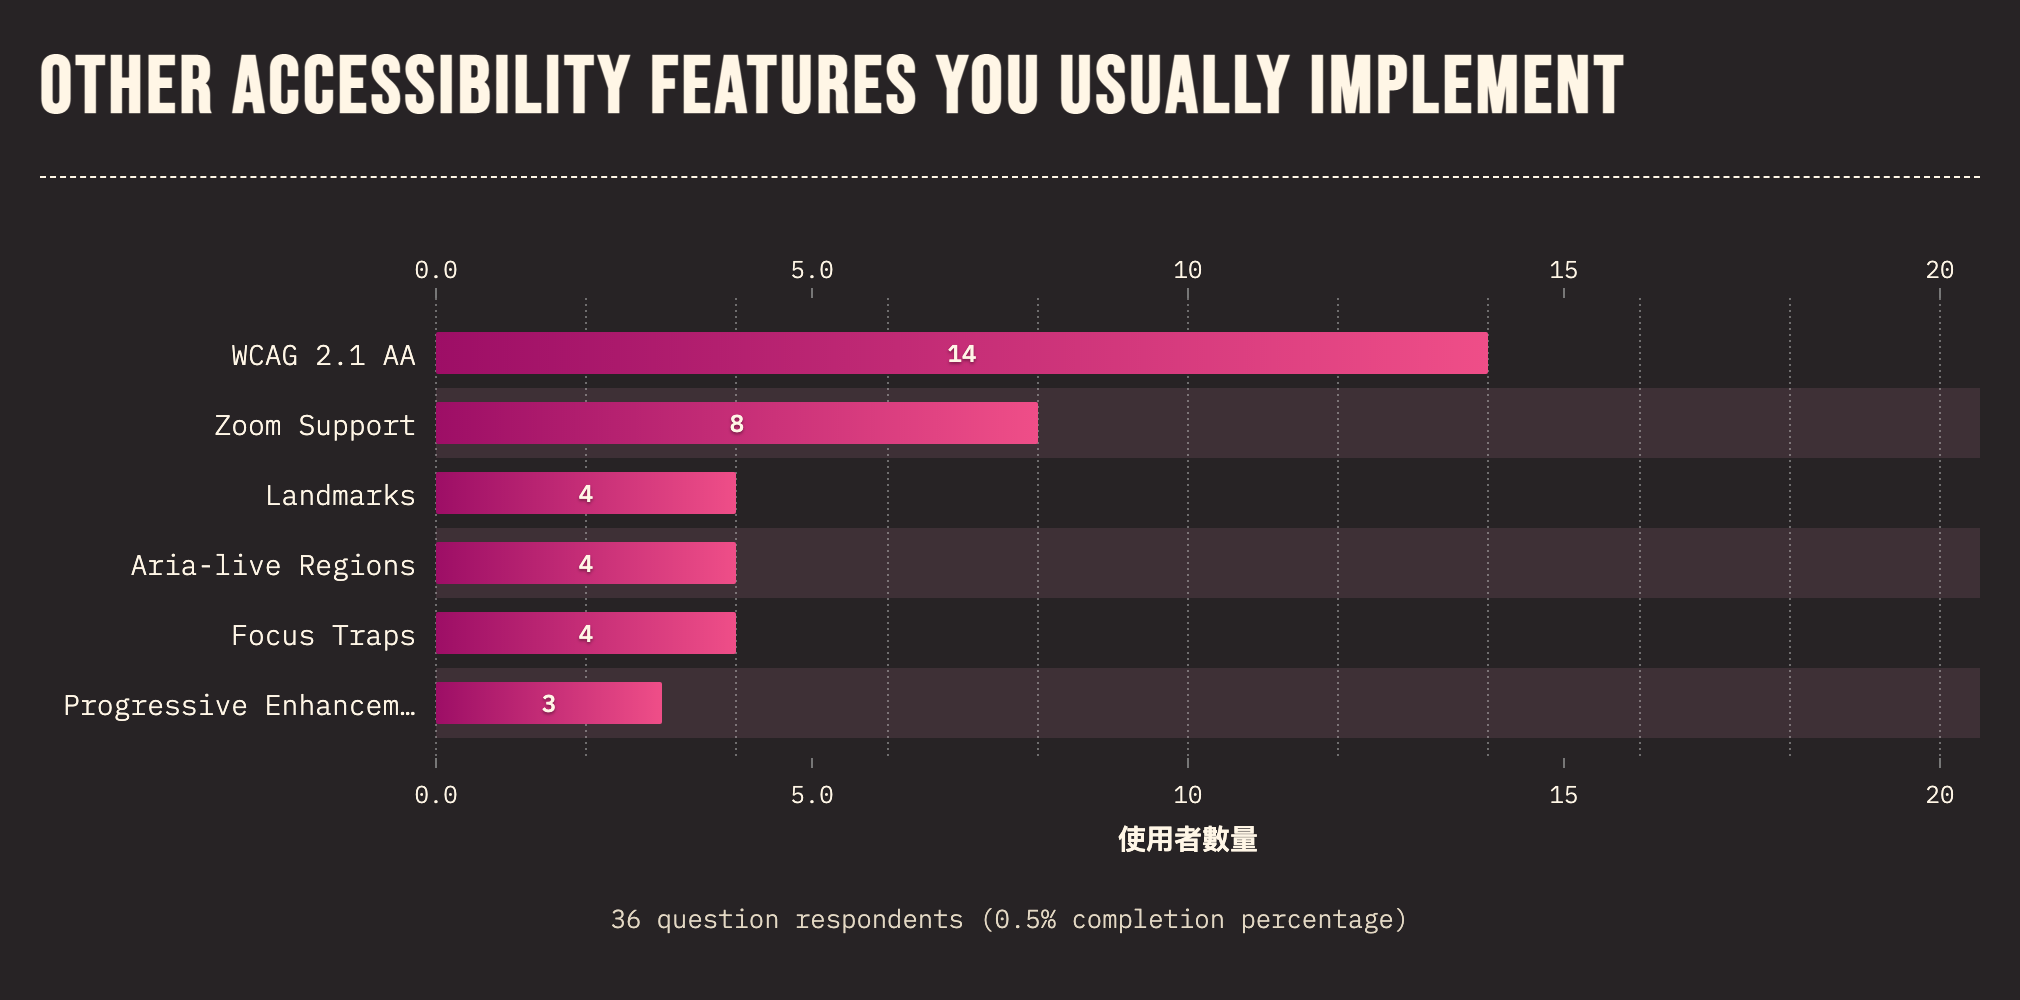 OTHER ACCESSIBILITY FEATURES YOU USUALLY IMPLEMENT
0.0 5.0 10 15 20
WCAG 2.1 AA 14
Zoom Support 8
Landmarks 4
Aria-live Regions 4
Focus Traps 4
Progressive Enhancem… 3
0.0 5.0 10 15 20
使用者數量
36 question respondents (0.5% completion percentage)